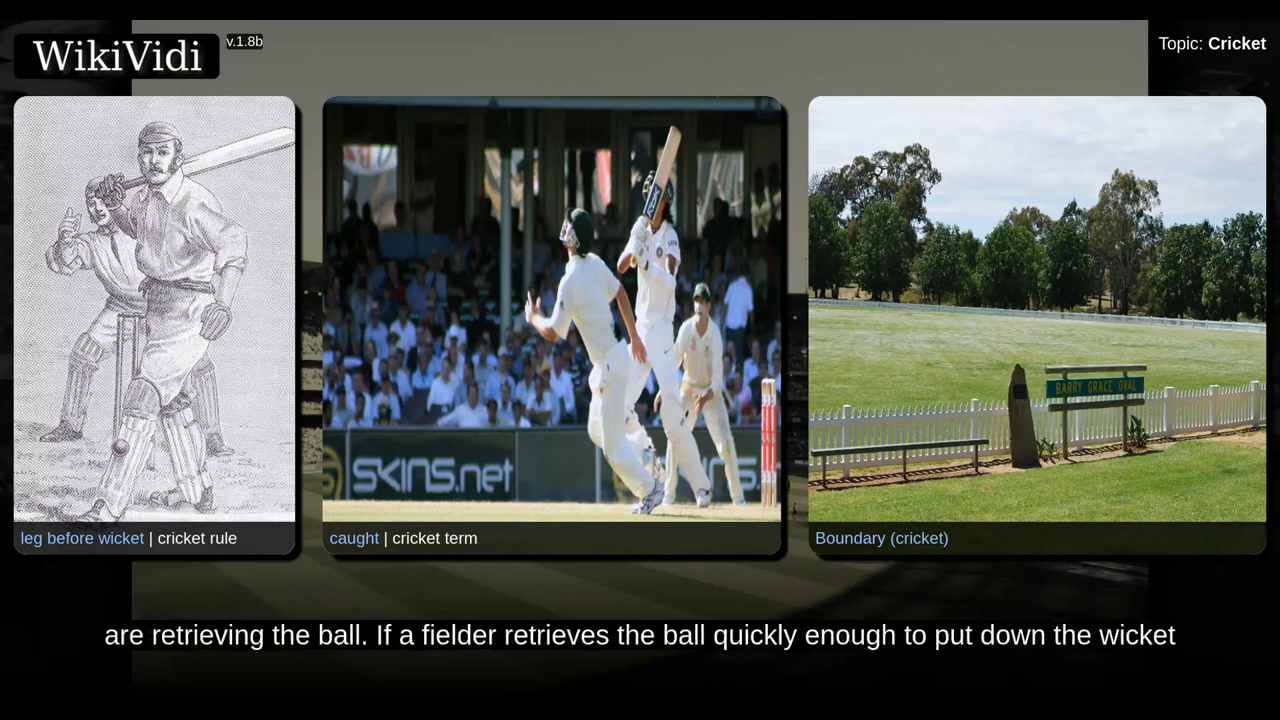 WikiVidi
v.1.8b
Topic: Cricket
SKINS.net
BARRY GRACE OVAL
leg before wicket | cricket rule
caught | cricket term
Boundary (cricket)
are retrieving the ball. If a fielder retrieves the ball quickly enough to put down the wicket